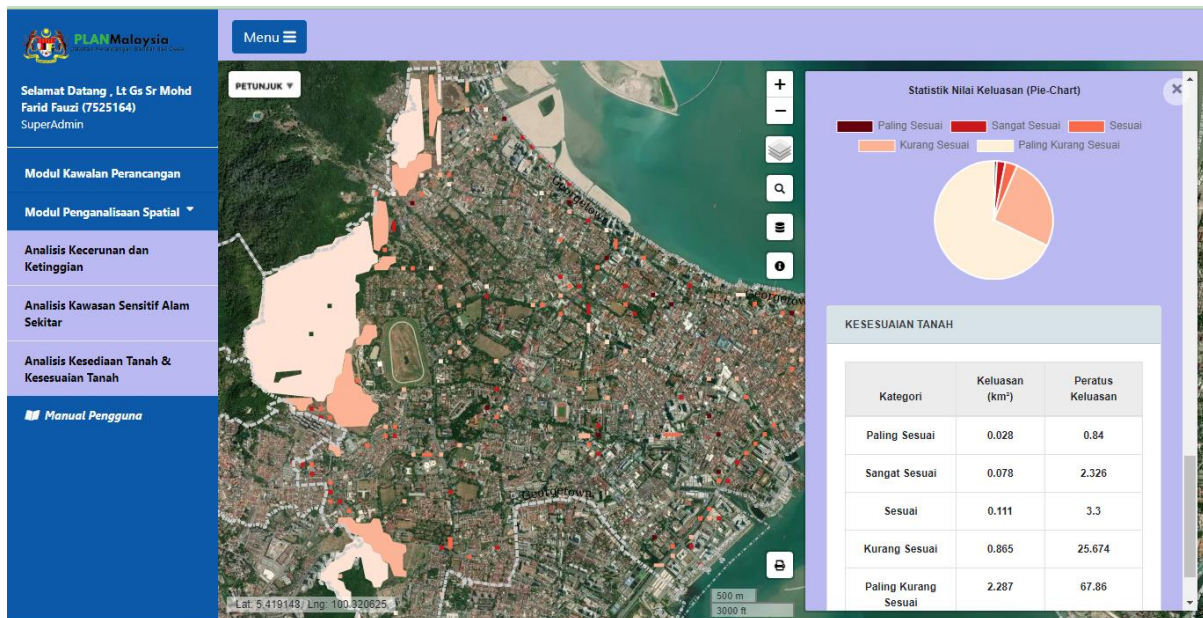 PLANMalaysia
Menu
Selamat Datang , Lt Gs Sr Mohd
Farid Fauzi (7525164)
SuperAdmin
Modul Kawalan Perancangan
Modul Penganalisaan Spatial
Analisis Kecerunan dan
Ketinggian
Analisis Kawasan Sensitif Alam
Sekitar
Analisis Kesediaan Tanah &
Kesesuaian Tanah
Manual Pengguna
PETUNJUK ▼
+
−
Georgetown
Georgetown
Georgetown
Lat: 5.419148, Lng: 100.320625
500 m
3000 ft
Statistik Nilai Keluasan (Pie-Chart)
×
Paling Sesuai Sangat Sesuai Sesuai
Kurang Sesuai Paling Kurang Sesuai
KESESUAIAN TANAH
Kategori Keluasan (km²) Peratus Keluasan
Paling Sesuai 0.028 0.84
Sangat Sesuai 0.078 2.326
Sesuai 0.111 3.3
Kurang Sesuai 0.865 25.674
Paling Kurang Sesuai 2.287 67.86